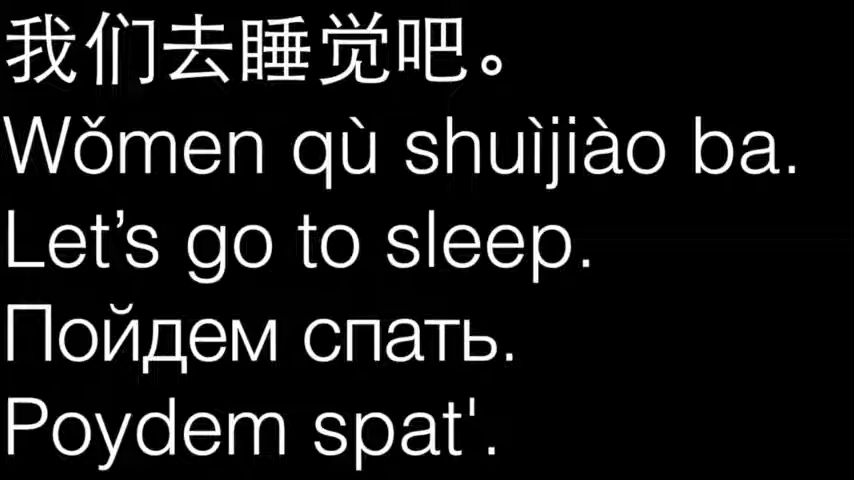 我们去睡觉吧。
Wǒmen qù shuìjiào ba.
Let’s go to sleep.
Пойдем спать.
Poydem spat'.